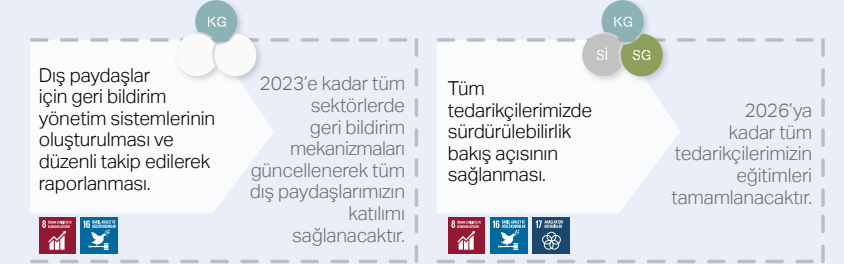 KG
Dış paydaşlar
için geri bildirim
yönetim sistemlerinin
oluşturulması ve
düzenli takip edilerek
raporlanması.
2023'e kadar tüm
sektörlerde
geri bildirim
mekanizmaları
güncellenerek tüm
dış paydaşlarımızın
katılımı
sağlanacaktır.
8
16
KG
Sİ
SG
Tüm
tedarikçilerimizde
sürdürülebilirlik
bakış açısının
sağlanması.
2026'ya
kadar tüm
tedarikçilerimizin
eğitimleri
tamamlanacaktır.
8
16
17